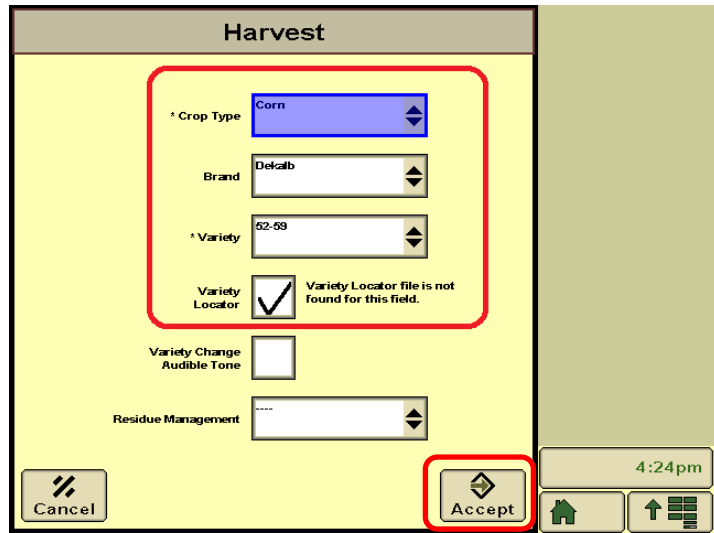 Harvest
* Crop Type
Corn
Brand
Dekalb
* Variety
52-59
Variety
Locator
Variety Locator file is not
found for this field.
Variety Change
Audible Tone
Residue Management
----
Cancel
Accept
4:24pm